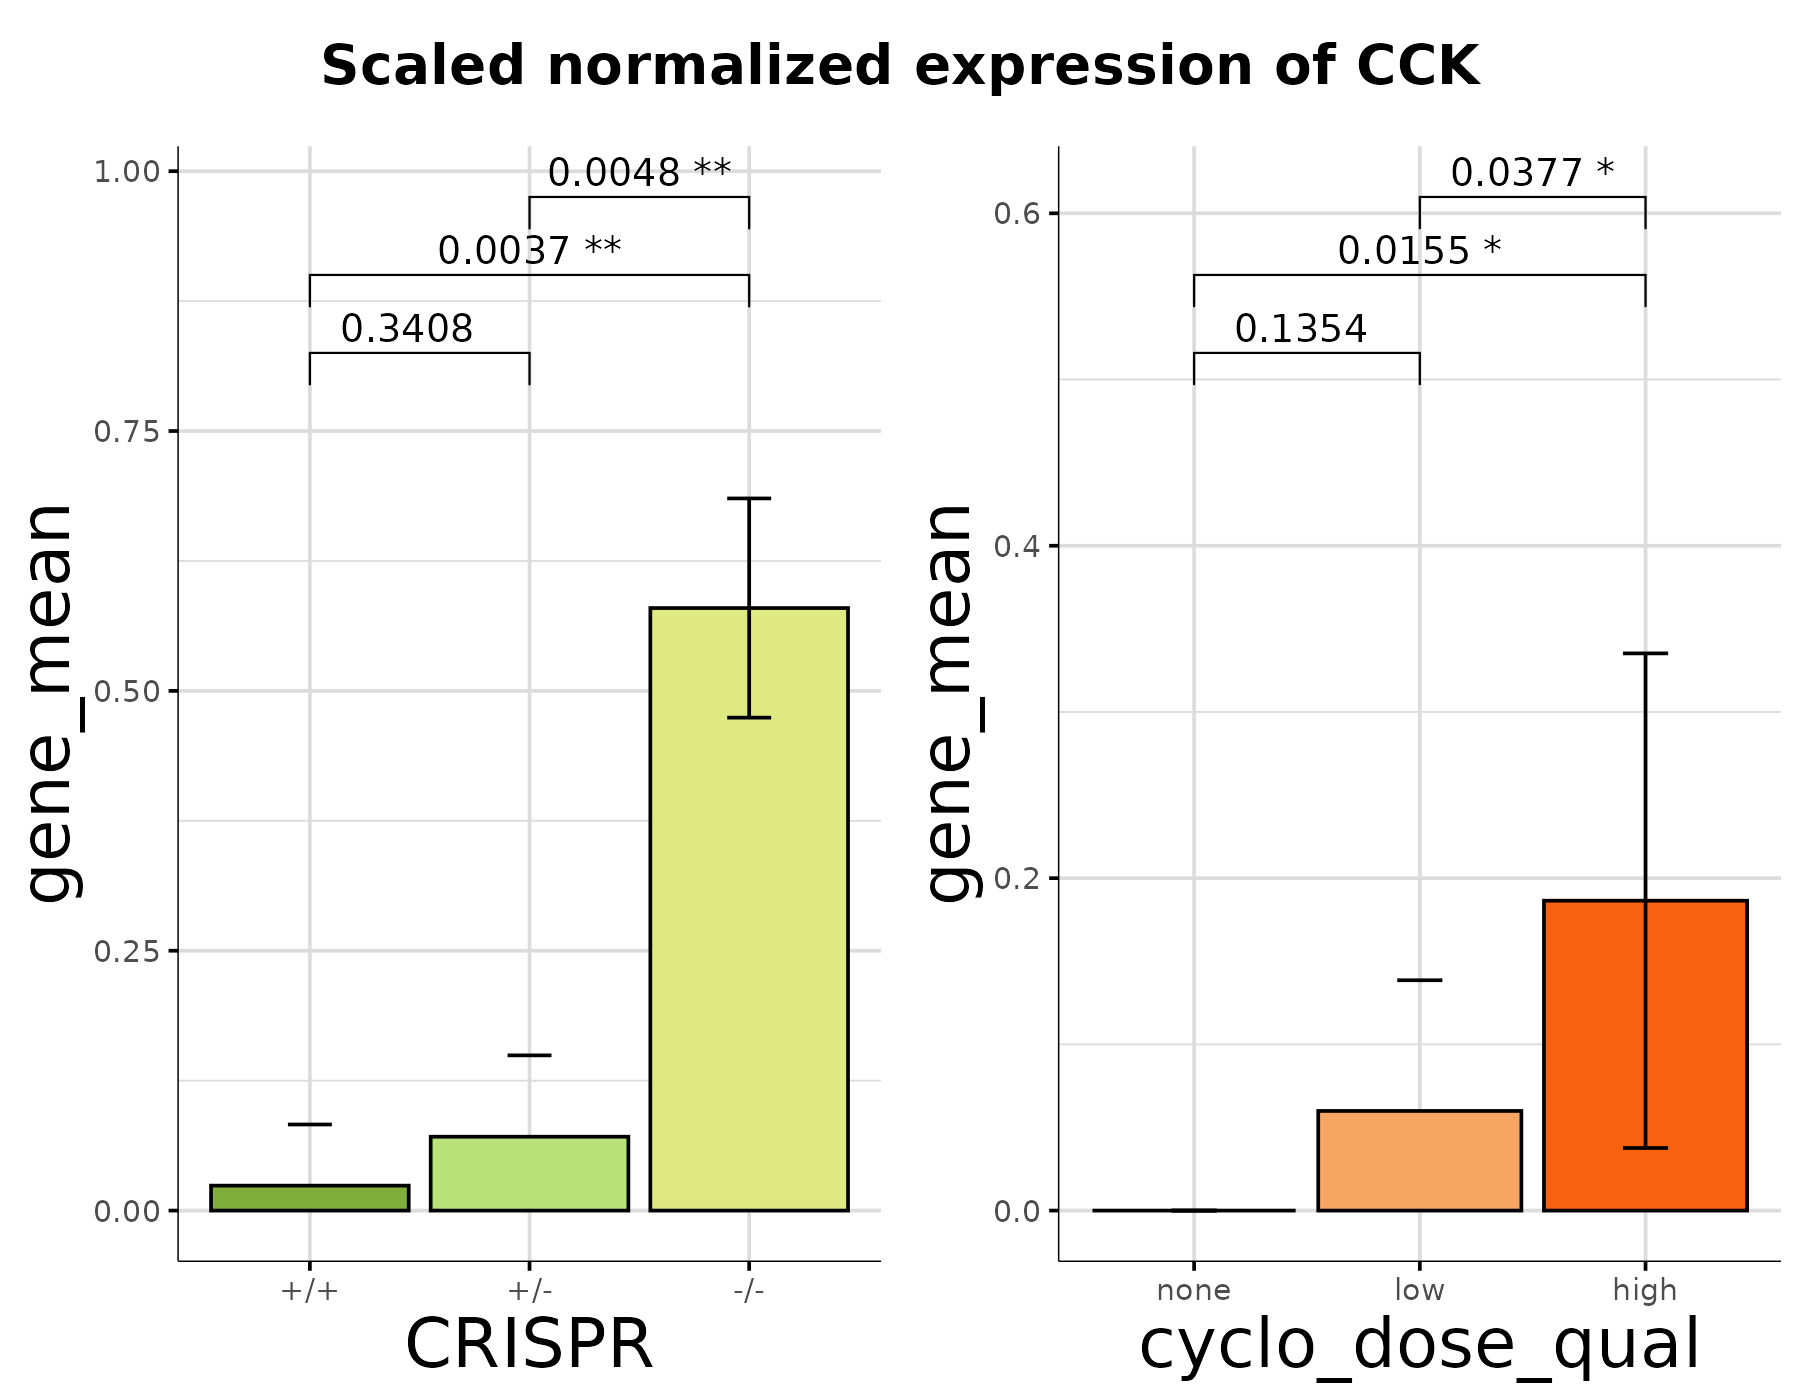 Scaled normalized expression of CCK
gene_mean
1.00
0.75
0.50
0.25
0.00
0.0048 **
0.0037 **
0.3408
+/+
+/-
-/-
CRISPR
gene_mean
0.6
0.4
0.2
0.0
0.0377 *
0.0155 *
0.1354
none
low
high
cyclo_dose_qual